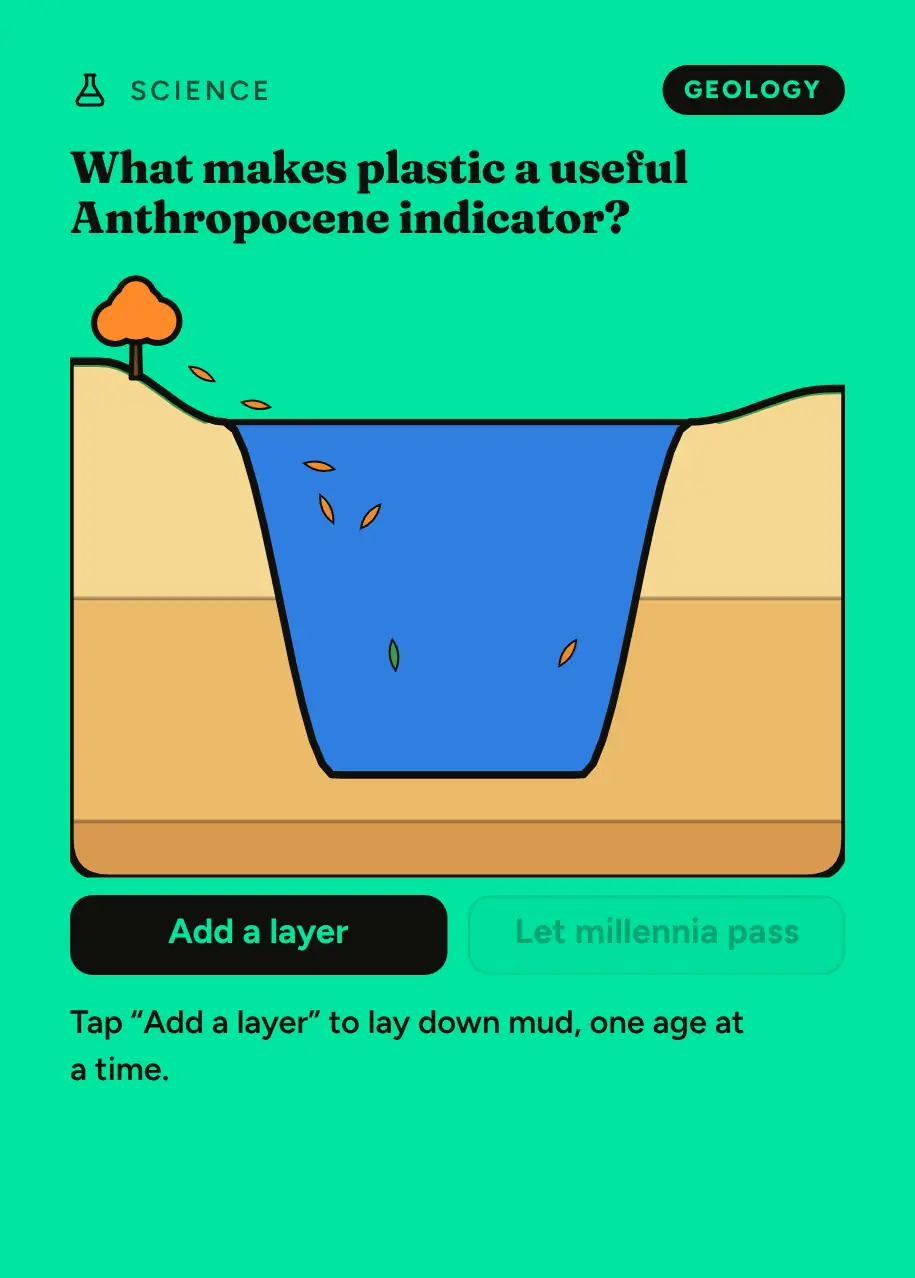 SCIENCE
GEOLOGY
What makes plastic a useful
Anthropocene indicator?
Add a layer
Let millennia pass
Tap “Add a layer” to lay down mud, one age at
a time.